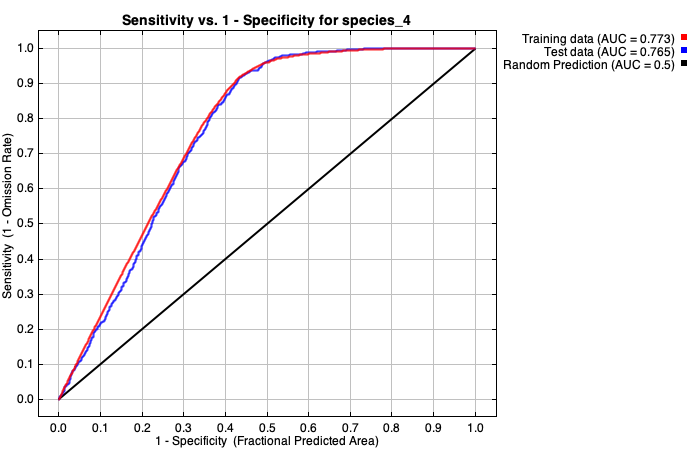 Sensitivity vs. 1 - Specificity for species_4
Training data (AUC = 0.773)
Test data (AUC = 0.765)
Random Prediction (AUC = 0.5)
Sensitivity (1 - Omission Rate)
1.0
0.9
0.8
0.7
0.6
0.5
0.4
0.3
0.2
0.1
0.0
0.0 0.1 0.2 0.3 0.4 0.5 0.6 0.7 0.8 0.9 1.0
1 - Specificity (Fractional Predicted Area)